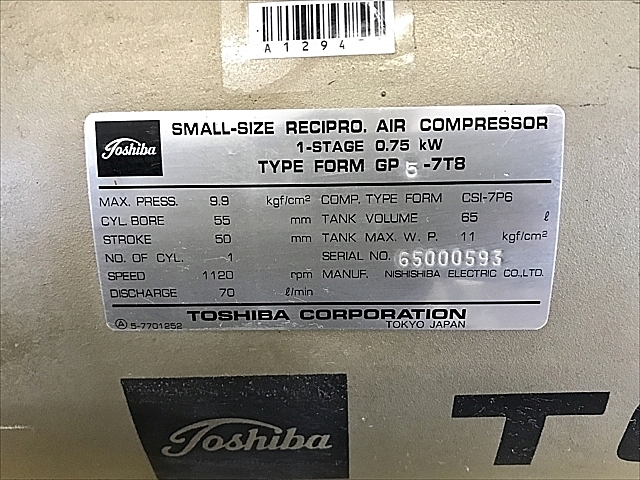 A1294
Toshiba
SMALL-SIZE RECIPRO. AIR COMPRESSOR
1-STAGE 0.75 kW
TYPE FORM GP 5 -7T8
MAX. PRESS. 9.9 kgf/cm²
CYL. BORE 55 mm
STROKE 50 mm
NO. OF CYL. 1
SPEED 1120 rpm
DISCHARGE 70 ℓ/min
COMP. TYPE FORM CSI-7P6
TANK VOLUME 65 ℓ
TANK MAX. W. P. 11 kgf/cm²
SERIAL NO. 65000593
MANUF. NISHISHIBA ELECTRIC CO.,LTD.
TOSHIBA CORPORATION
Ⓐ 5-7701252
TOKYO JAPAN
Toshiba